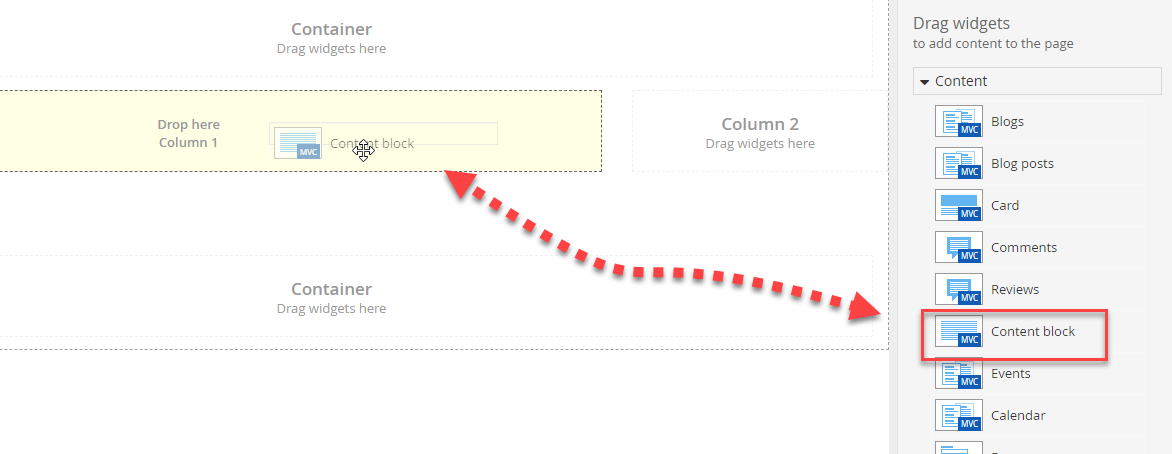 Container
Drag widgets here
Drop here
Column 1
MVC
Content block
Column 2
Drag widgets here
Container
Drag widgets here
Drag widgets
to add content to the page
Content
MVC
Blogs
MVC
Blog posts
MVC
Card
MVC
Comments
MVC
Reviews
MVC
Content block
MVC
Events
MVC
Calendar